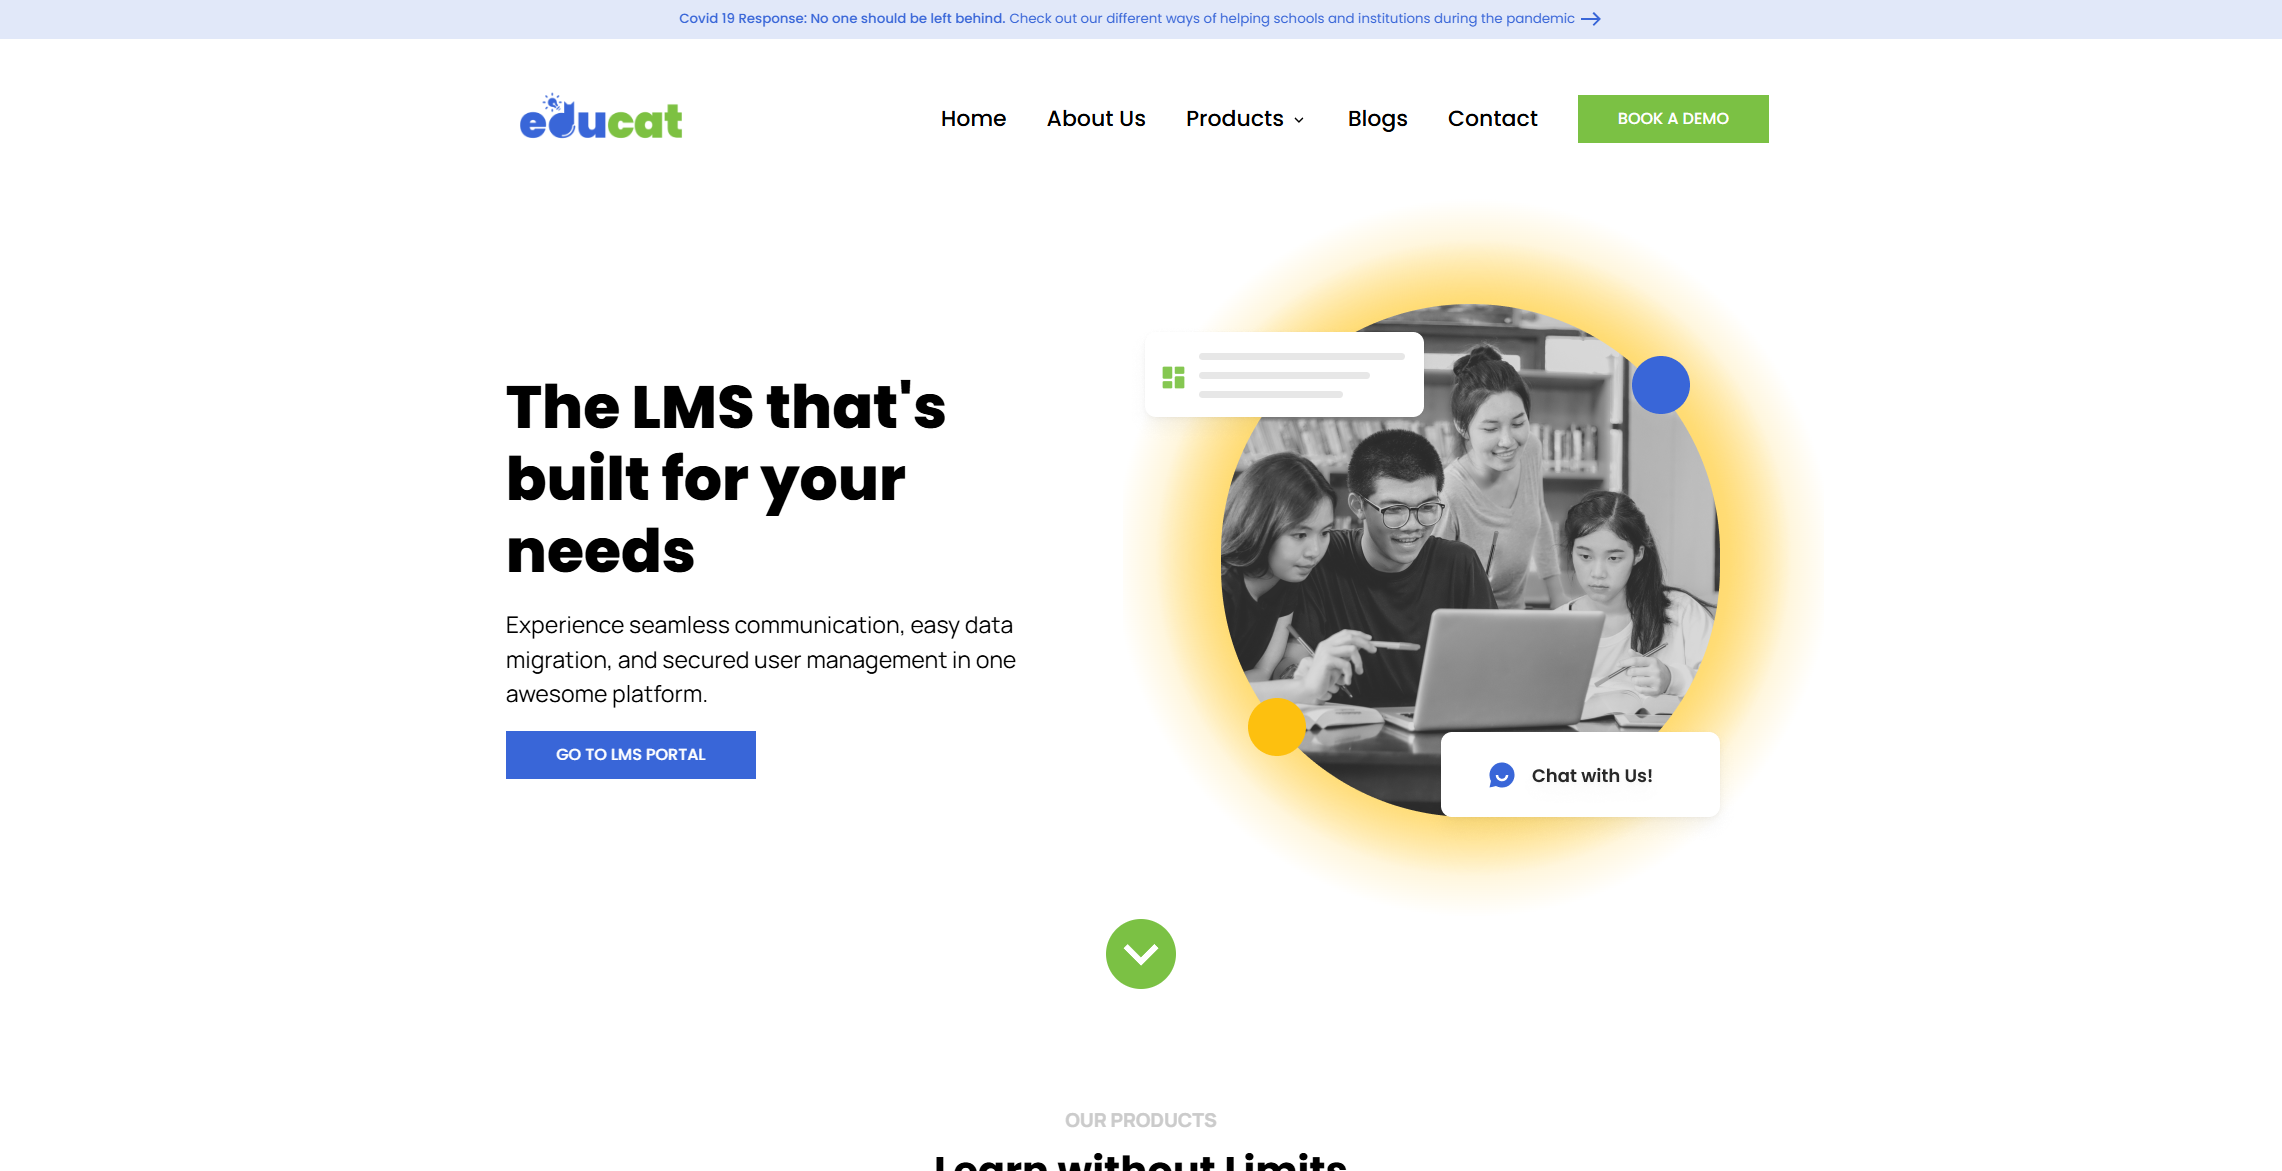 Covid 19 Response: No one should be left behind. Check out our different ways of helping schools and institutions during the pandemic
educat
Home About Us Products Blogs Contact BOOK A DEMO
The LMS that's
built for your
needs
Experience seamless communication, easy data
migration, and secured user management in one
awesome platform.
GO TO LMS PORTAL
Chat with Us!
OUR PRODUCTS
Learn without Limits